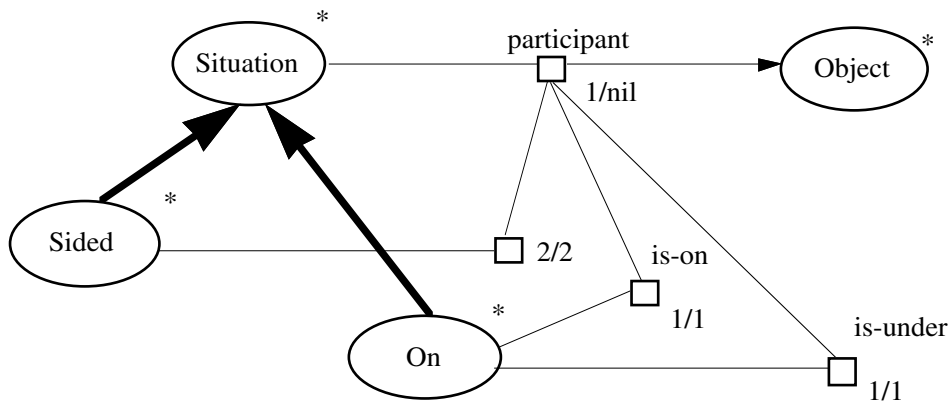 *
participant
*
Situation
Object
1/nil
*
Sided
2/2
is-on
*
1/1
is-under
On
1/1